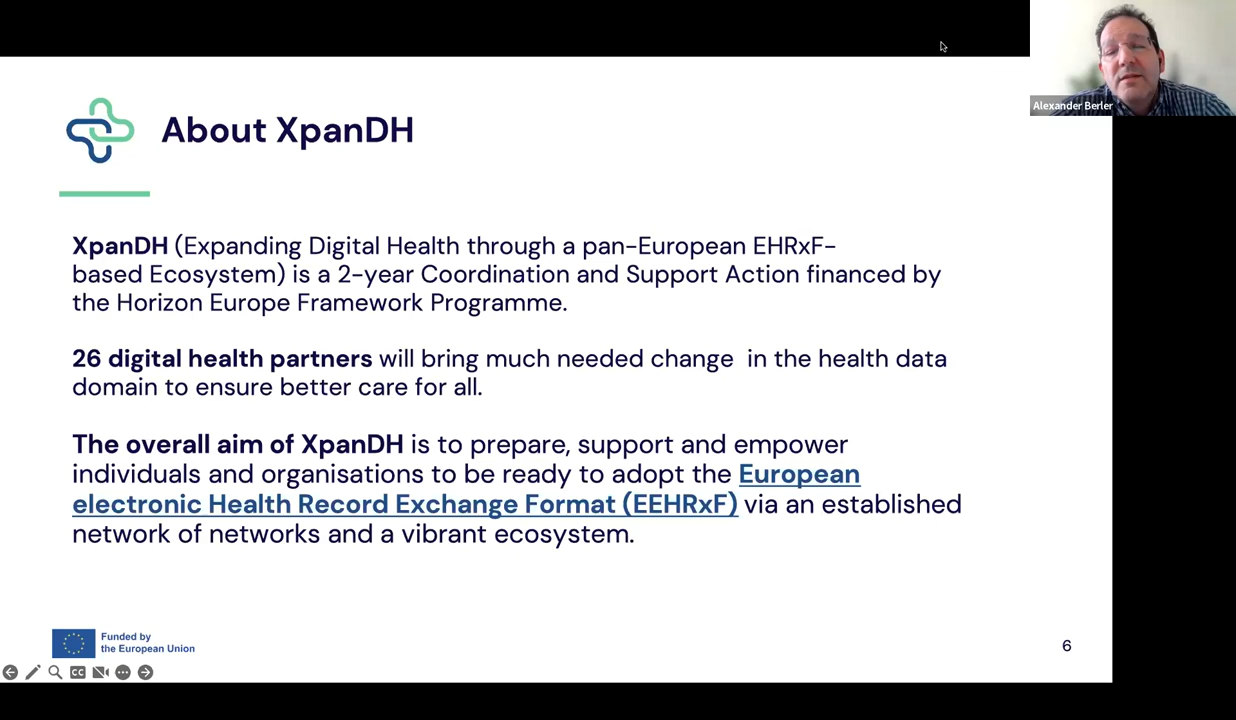 Alexander Berler
About XpanDH
XpanDH (Expanding Digital Health through a pan-European EHRxF-
based Ecosystem) is a 2-year Coordination and Support Action financed by
the Horizon Europe Framework Programme.
26 digital health partners will bring much needed change in the health data
domain to ensure better care for all.
The overall aim of XpanDH is to prepare, support and empower
individuals and organisations to be ready to adopt the European
electronic Health Record Exchange Format (EEHRxF) via an established
network of networks and a vibrant ecosystem.
Funded by
the European Union
6
CC